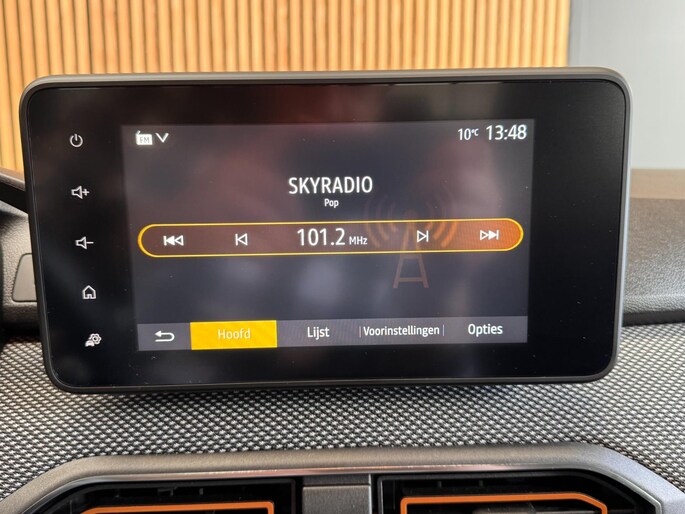 FM
10°C 13:48
SKYRADIO
Pop
101.2 MHz
Hoofd Lijst Voorinstellingen Opties